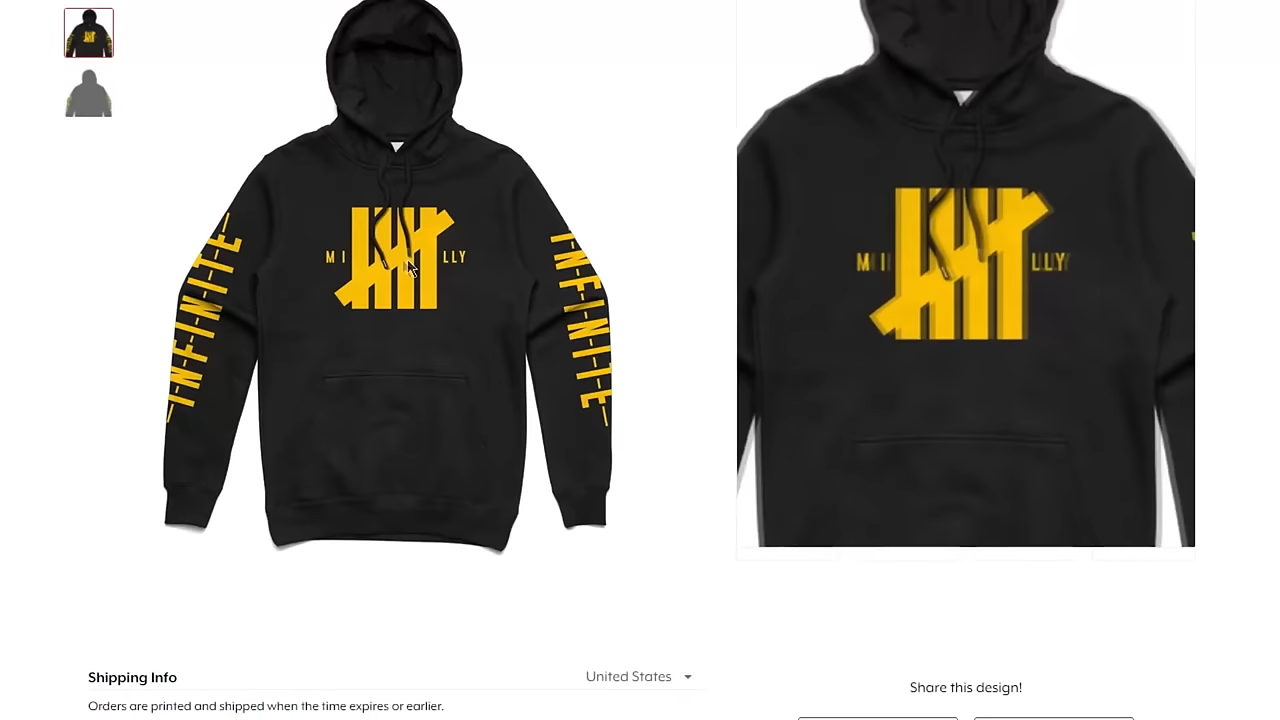 INFINITE
MI LLY
INFINITE
MI LLY
Shipping Info
United States
Orders are printed and shipped when the time expires or earlier.
Share this design!